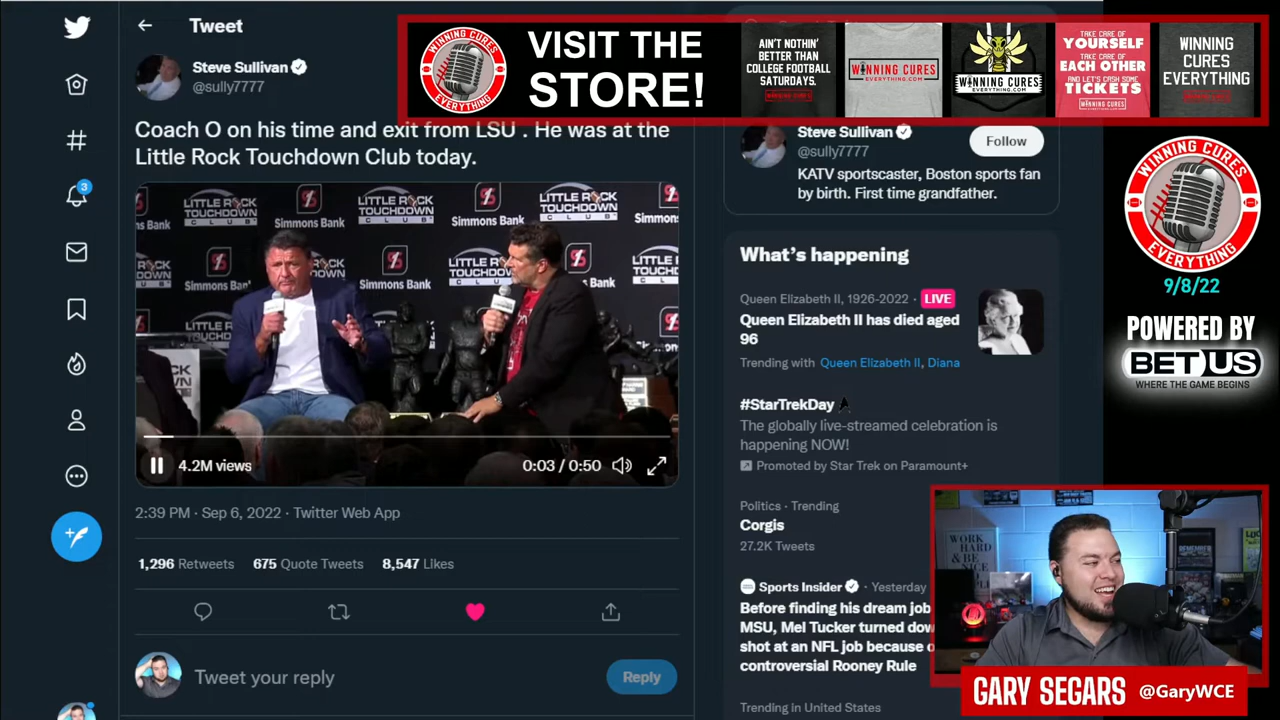 Tweet
Steve Sullivan
@sully7777
Coach O on his time and exit from LSU . He was at the
Little Rock Touchdown Club today.
LITTLE ROCK
TOUCHDOWN
CLUB
Simmons Bank
4.2M views
0:03 / 0:50
2:39 PM · Sep 6, 2022 · Twitter Web App
1,296 Retweets 675 Quote Tweets 8,547 Likes
Tweet your reply
Reply
3
WINNING CURES
EVERYTHING
VISIT THE
STORE!
AIN'T NOTHIN'
BETTER THAN
COLLEGE FOOTBALL
SATURDAYS.
WINNING CURES
EVERYTHING.COM
WINNING CURES
EVERYTHING.COM
TAKE CARE OF
YOURSELF
TAKE CARE OF
EACH OTHER
AND LET'S CASH SOME
TICKETS
WINNING CURES
WINNING
CURES
EVERYTHING
Steve Sullivan
@sully7777
Follow
KATV sportscaster, Boston sports fan
by birth. First time grandfather.
What's happening
Queen Elizabeth II, 1926-2022 · LIVE
Queen Elizabeth II has died aged
96
Trending with Queen Elizabeth II, Diana
#StarTrekDay
The globally live-streamed celebration is
happening NOW!
Promoted by Star Trek on Paramount+
Politics · Trending
Corgis
27.2K Tweets
Sports Insider · Yesterday
Before finding his dream job
MSU, Mel Tucker turned dow
shot at an NFL job because o
controversial Rooney Rule
Trending in United States
WINNING CURES
EVERYTHING
9/8/22
POWERED BY
BETUS
WHERE THE GAME BEGINS
WORK
HARD &
BE NICE
REMEMBER
GARY SEGARS @GaryWCE